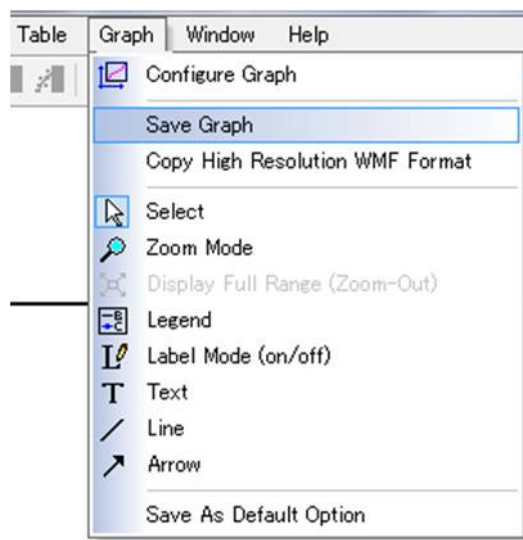 Table Graph Window Help
Configure Graph
Save Graph
Copy High Resolution WMF Format
Select
Zoom Mode
Display Full Range (Zoom-Out)
Legend
Label Mode (on/off)
Text
Line
Arrow
Save As Default Option